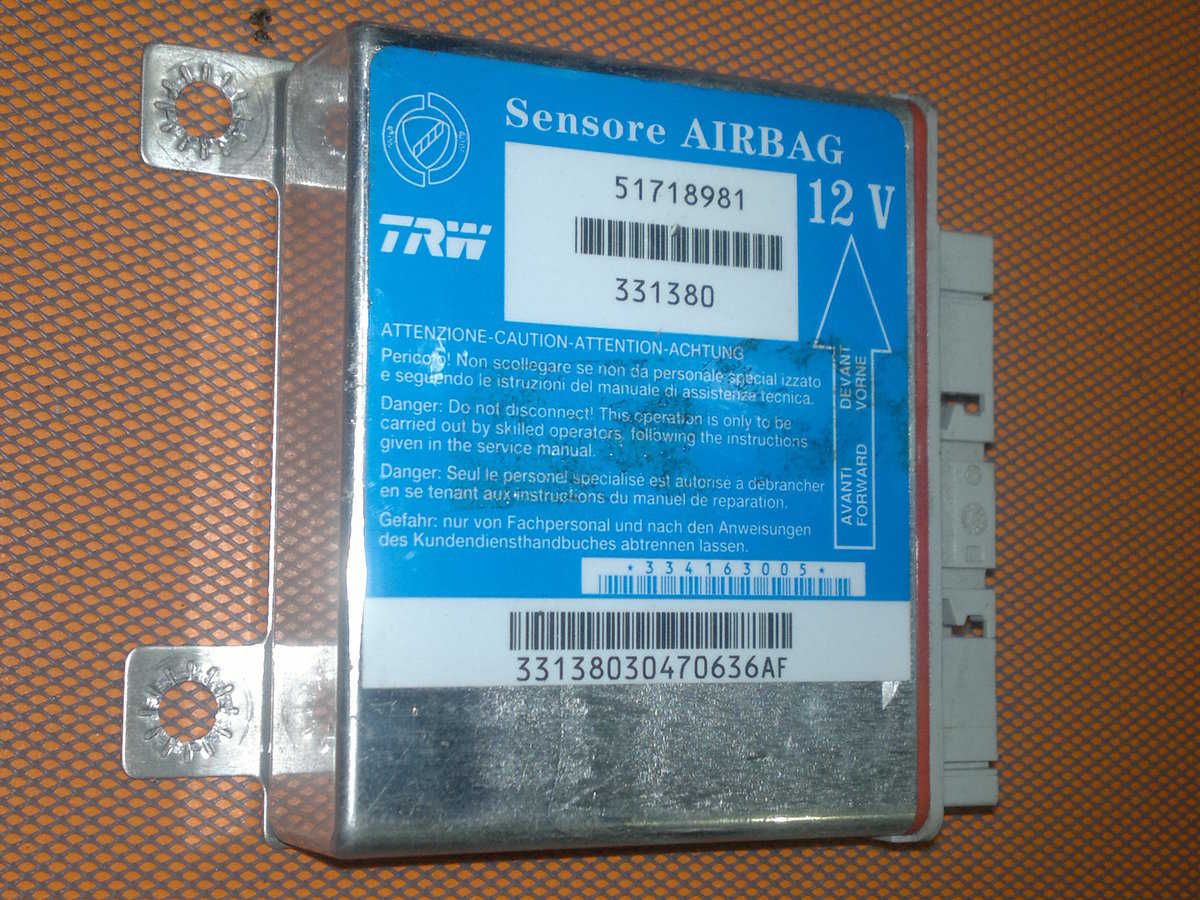 Sensore AIRBAG
51718981
12 V
TRW
331380
ATTENZIONE-CAUTION-ATTENTION-ACHTUNG
Pericolo! Non scollegare se non da personale special izzato
e seguendo le istruzioni del manuale di assistenza tecnica.
Danger: Do not disconnect! This operation is only to be
carried out by skilled operators, following the instructions
given in the service manual.
Danger: Seul le personel specialisé est autorise a debrancher
en se tenant aux instructions du manuel de reparation.
Gefahr: nur von Fachpersonal und nach den Anweisungen
des Kundendiensthandbuches abtrennen lassen.
AVANTI DEVANT
FORWARD VORNE
*334163005*
33138030470636AF